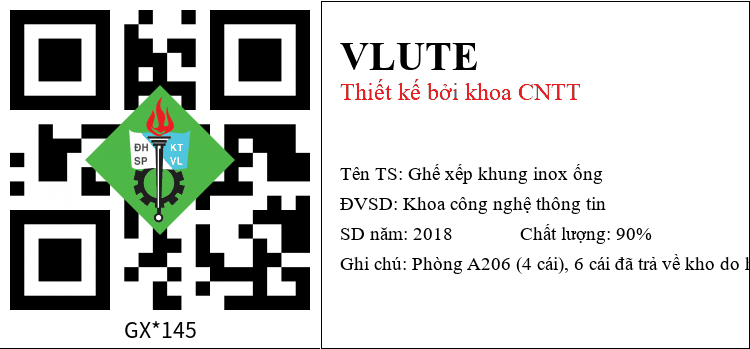 ĐH KT
SP VL
GX*145
VLUTE
Thiết kế bởi khoa CNTT
Tên TS: Ghế xếp khung inox ống
ĐVSD: Khoa công nghệ thông tin
SD năm: 2018 Chất lượng: 90%
Ghi chú: Phòng A206 (4 cái), 6 cái đã trả về kho do